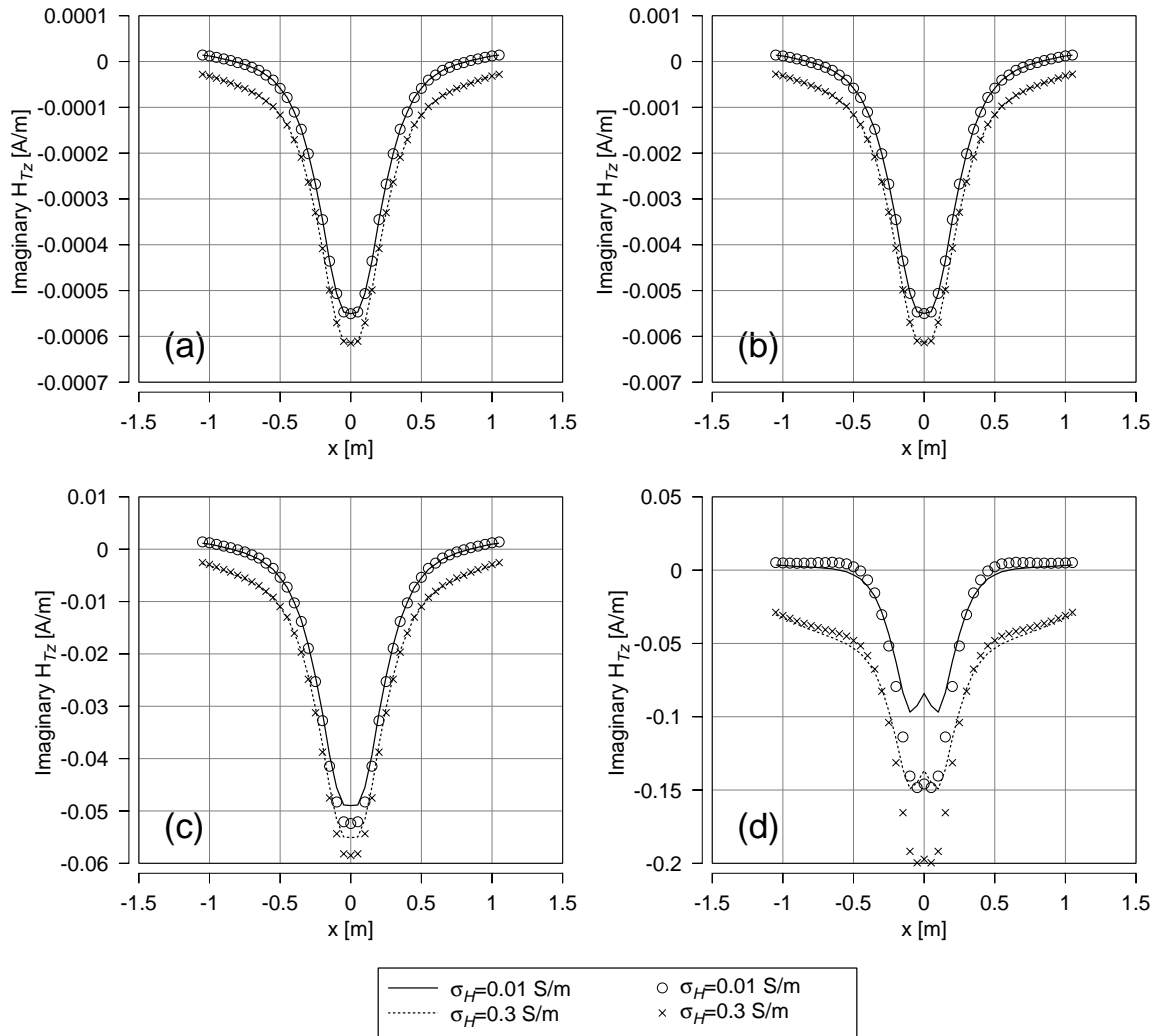 0.0001
0
-0.0001
-0.0002
-0.0003
-0.0004
-0.0005
-0.0006
-0.0007
Imaginary H_Tz [A/m]
(a)
-1.5 -1 -0.5 0 0.5 1 1.5
x [m]
0.001
0
-0.001
-0.002
-0.003
-0.004
-0.005
-0.006
-0.007
Imaginary H_Tz [A/m]
(b)
-1.5 -1 -0.5 0 0.5 1 1.5
x [m]
0.01
0
-0.01
-0.02
-0.03
-0.04
-0.05
-0.06
Imaginary H_Tz [A/m]
(c)
-1.5 -1 -0.5 0 0.5 1 1.5
x [m]
0.05
0
-0.05
-0.1
-0.15
-0.2
Imaginary H_Tz [A/m]
(d)
-1.5 -1 -0.5 0 0.5 1 1.5
x [m]
σ_H=0.01 S/m σ_H=0.01 S/m
σ_H=0.3 S/m σ_H=0.3 S/m